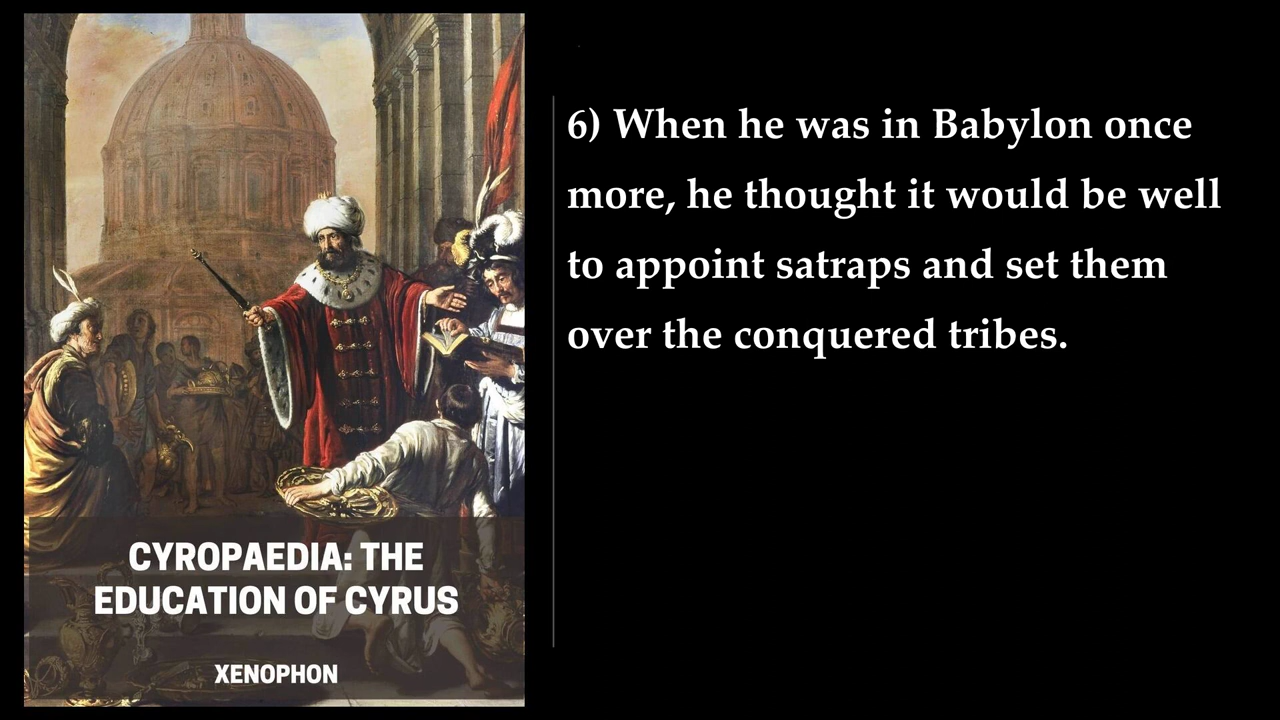 CYROPAEDIA: THE
EDUCATION OF CYRUS
XENOPHON
6) When he was in Babylon once
more, he thought it would be well
to appoint satraps and set them
over the conquered tribes.